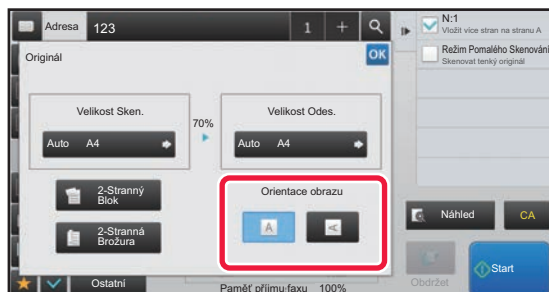 Adresa 123 1 +
Originál OK
Velikost Sken. 70% Velikost Odes.
Auto A4 Auto A4
2-Stranný
Blok
2-Stranná
Brožura
Orientace obrazu
A A
Ostatní
Paměť příjmu faxu 100%
N:1
Vložit více stran na stranu A
Režim Pomalého Skenování
Skenovat tenký originál
Náhled CA
Obdržet Start